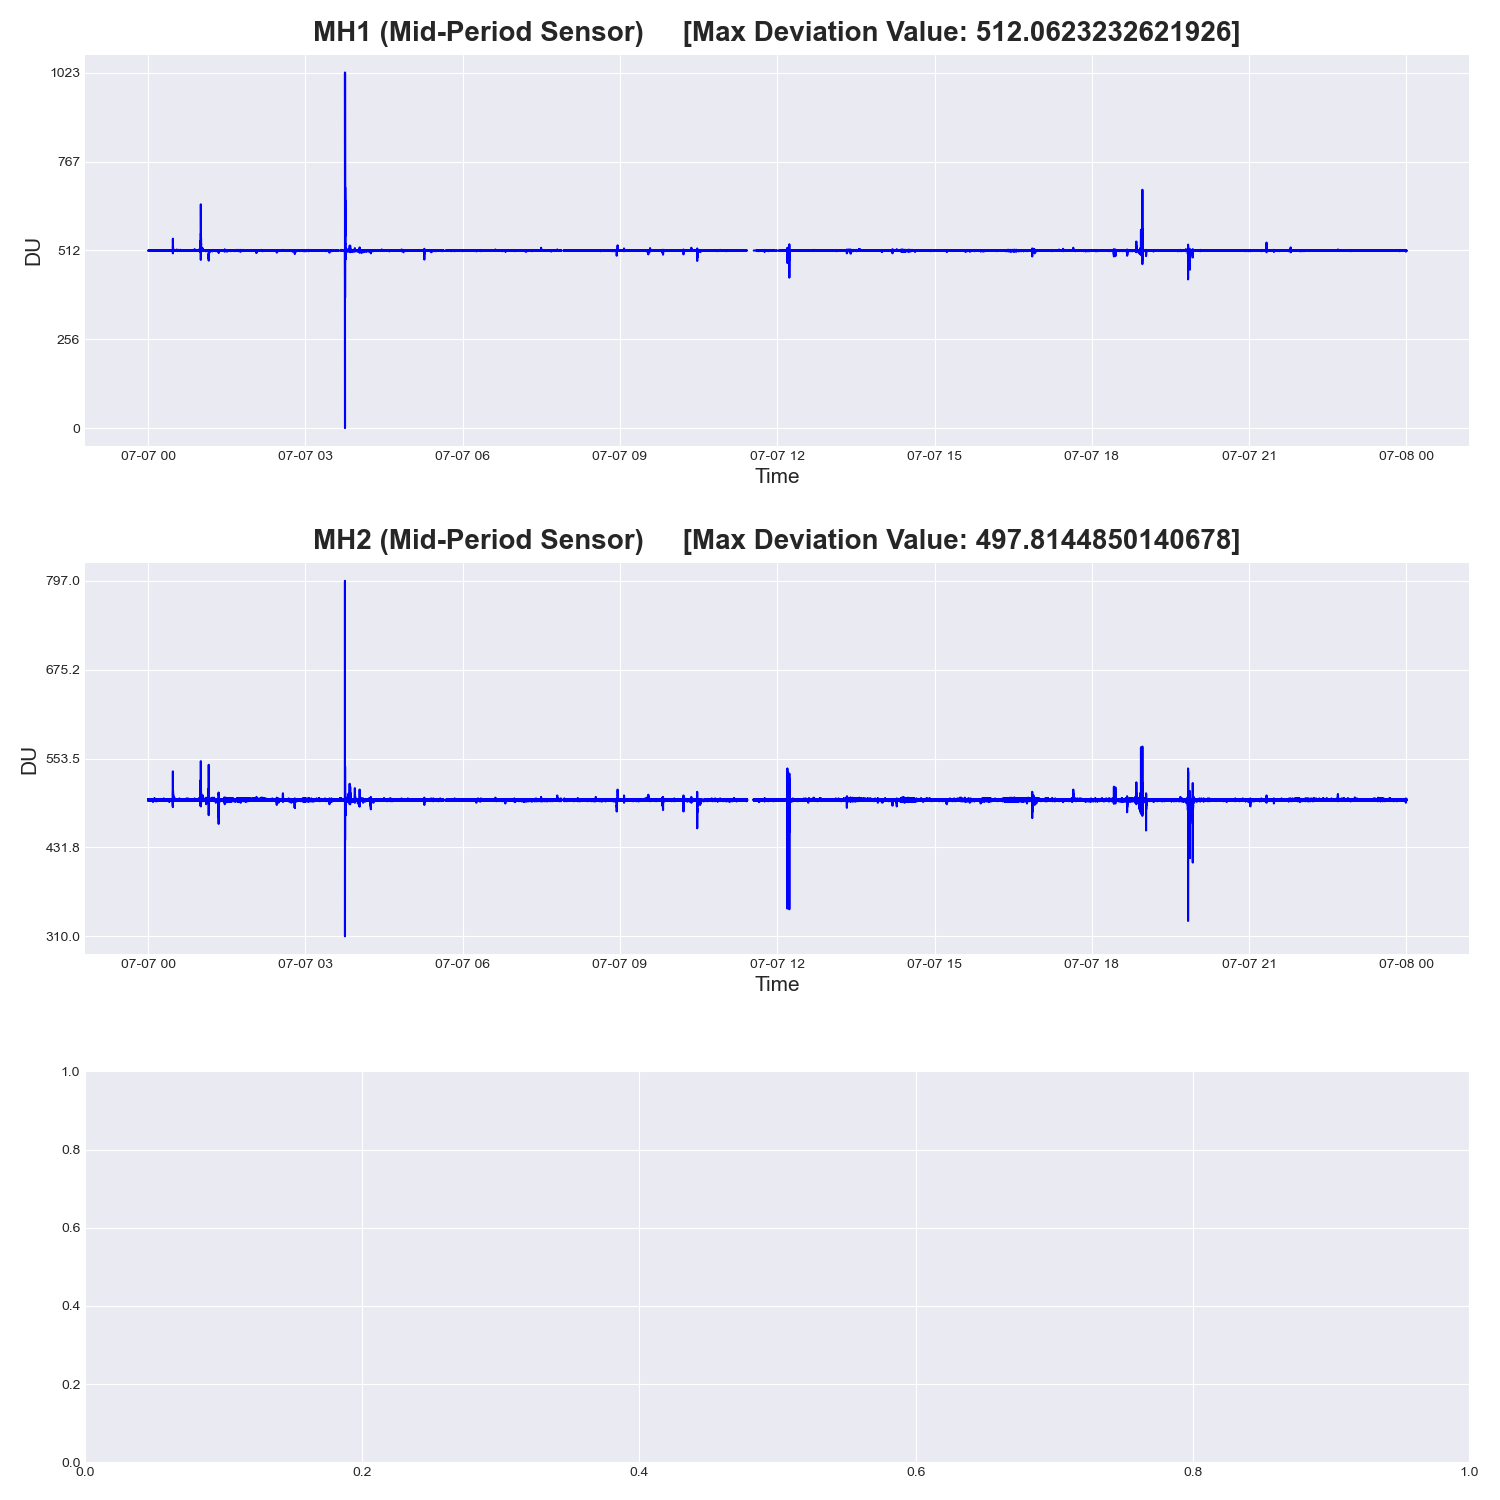 MH1 (Mid-Period Sensor)     [Max Deviation Value: 512.0623232621926]
1023
767
512
256
0
DU
07-07 00 07-07 03 07-07 06 07-07 09 07-07 12 07-07 15 07-07 18 07-07 21 07-08 00
Time
MH2 (Mid-Period Sensor)     [Max Deviation Value: 497.8144850140678]
797.0
675.2
553.5
431.8
310.0
DU
07-07 00 07-07 03 07-07 06 07-07 09 07-07 12 07-07 15 07-07 18 07-07 21 07-08 00
Time
1.0
0.8
0.6
0.4
0.2
0.0
0.0 0.2 0.4 0.6 0.8 1.0